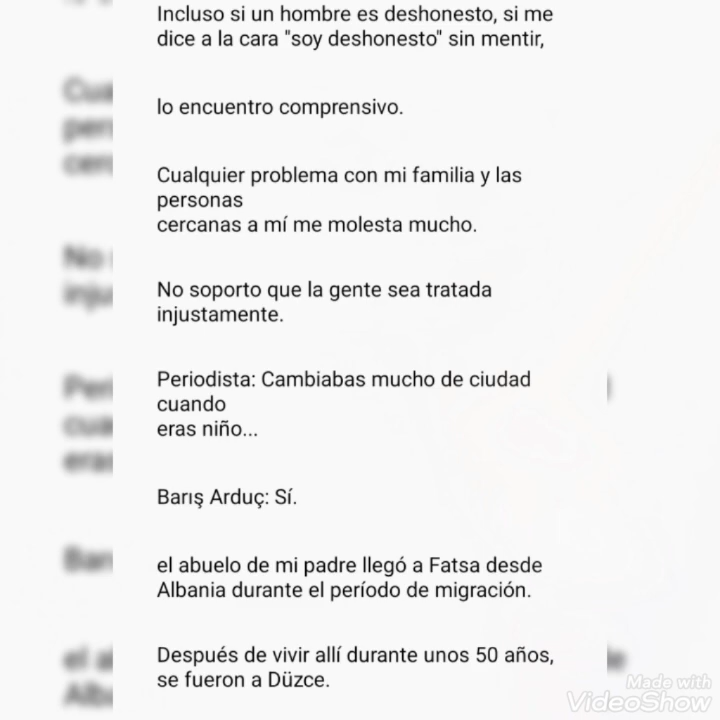 Incluso si un hombre es deshonesto, si me
dice a la cara "soy deshonesto" sin mentir,
lo encuentro comprensivo.
Cualquier problema con mi familia y las
personas
cercanas a mí me molesta mucho.
No soporto que la gente sea tratada
injustamente.
Periodista: Cambiabas mucho de ciudad
cuando
eras niño...
Barış Arduç: Sí.
el abuelo de mi padre llegó a Fatsa desde
Albania durante el período de migración.
Después de vivir allí durante unos 50 años,
se fueron a Düzce.
Made with
VideoShow